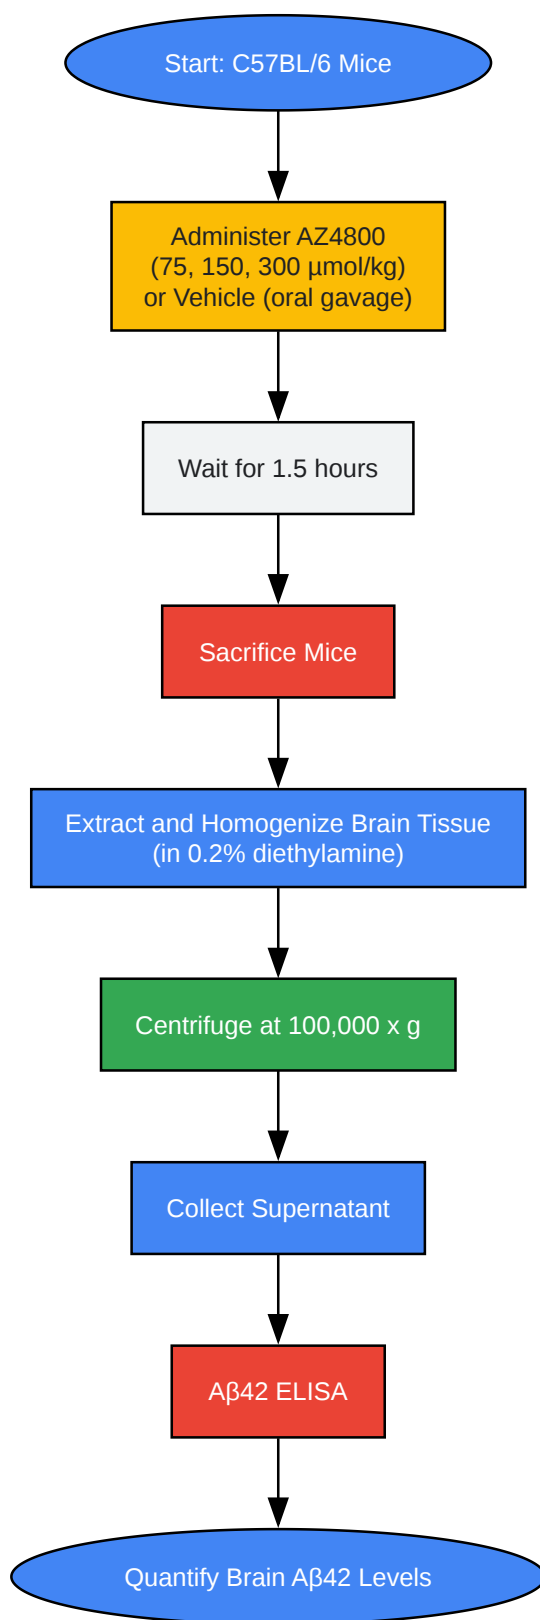 Start: C57BL/6 Mice
Administer AZ4800
(75, 150, 300 µmol/kg)
or Vehicle (oral gavage)
Wait for 1.5 hours
Sacrifice Mice
Extract and Homogenize Brain Tissue
(in 0.2% diethylamine)
Centrifuge at 100,000 x g
Collect Supernatant
Aβ42 ELISA
Quantify Brain Aβ42 Levels